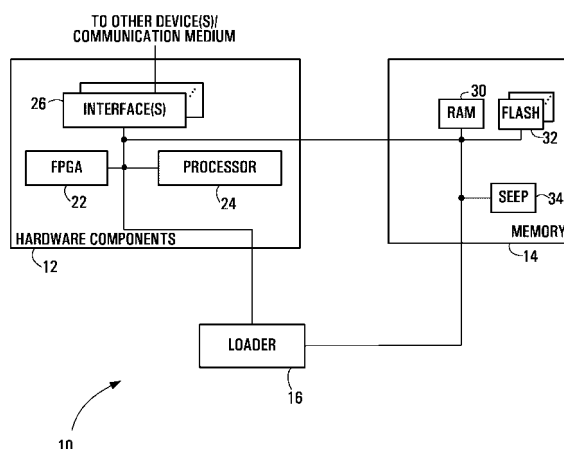 TO OTHER DEVICE(S)/
COMMUNICATION MEDIUM
26
INTERFACE(S)
30
RAM
FLASH
32
FPGA
22
PROCESSOR
24
SEEP
34
HARDWARE COMPONENTS
12
MEMORY
14
LOADER
16
10